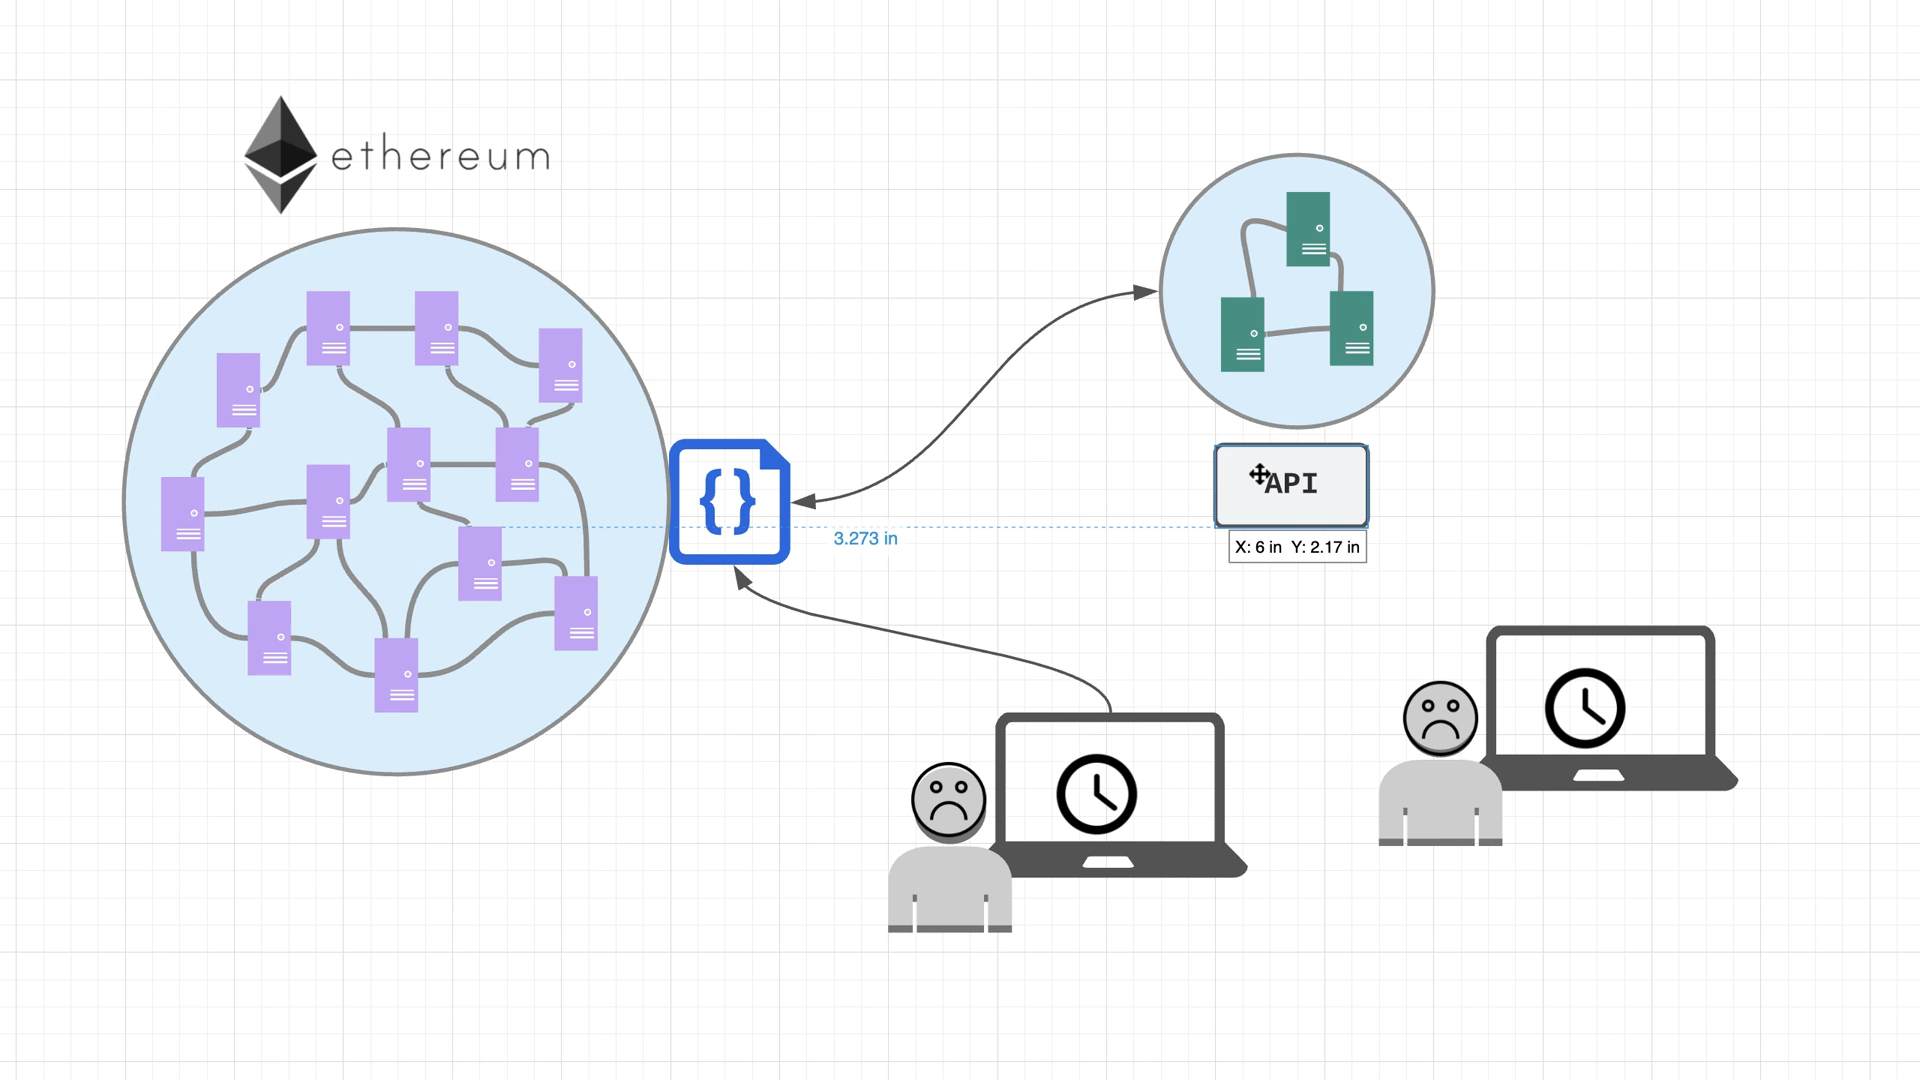 ethereum
{}
API
3.273 in
X: 6 in Y: 2.17 in